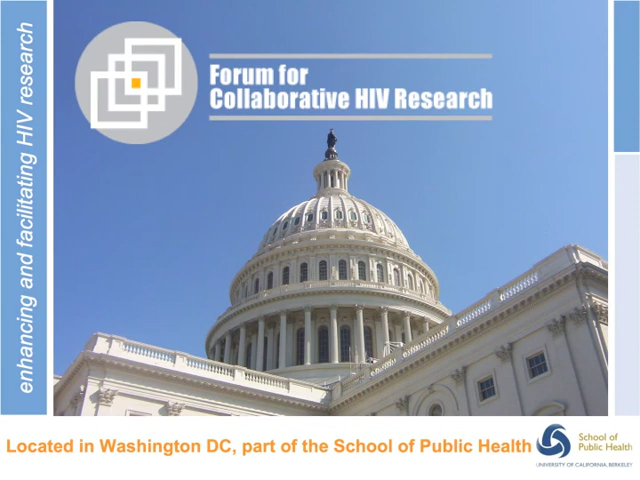 enhancing and facilitating HIV research
Forum for
Collaborative HIV Research
Located in Washington DC, part of the School of Public Health
School of
Public Health
UNIVERSITY OF CALIFORNIA, BERKELEY